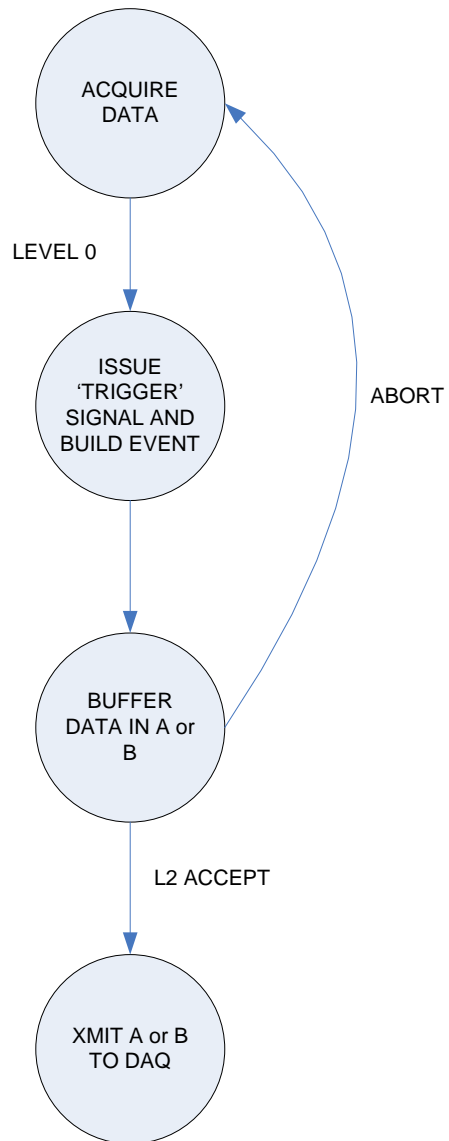 ACQUIRE
DATA
LEVEL 0
ISSUE
‘TRIGGER’
SIGNAL AND
BUILD EVENT
ABORT
BUFFER
DATA IN A or
B
L2 ACCEPT
XMIT A or B
TO DAQ